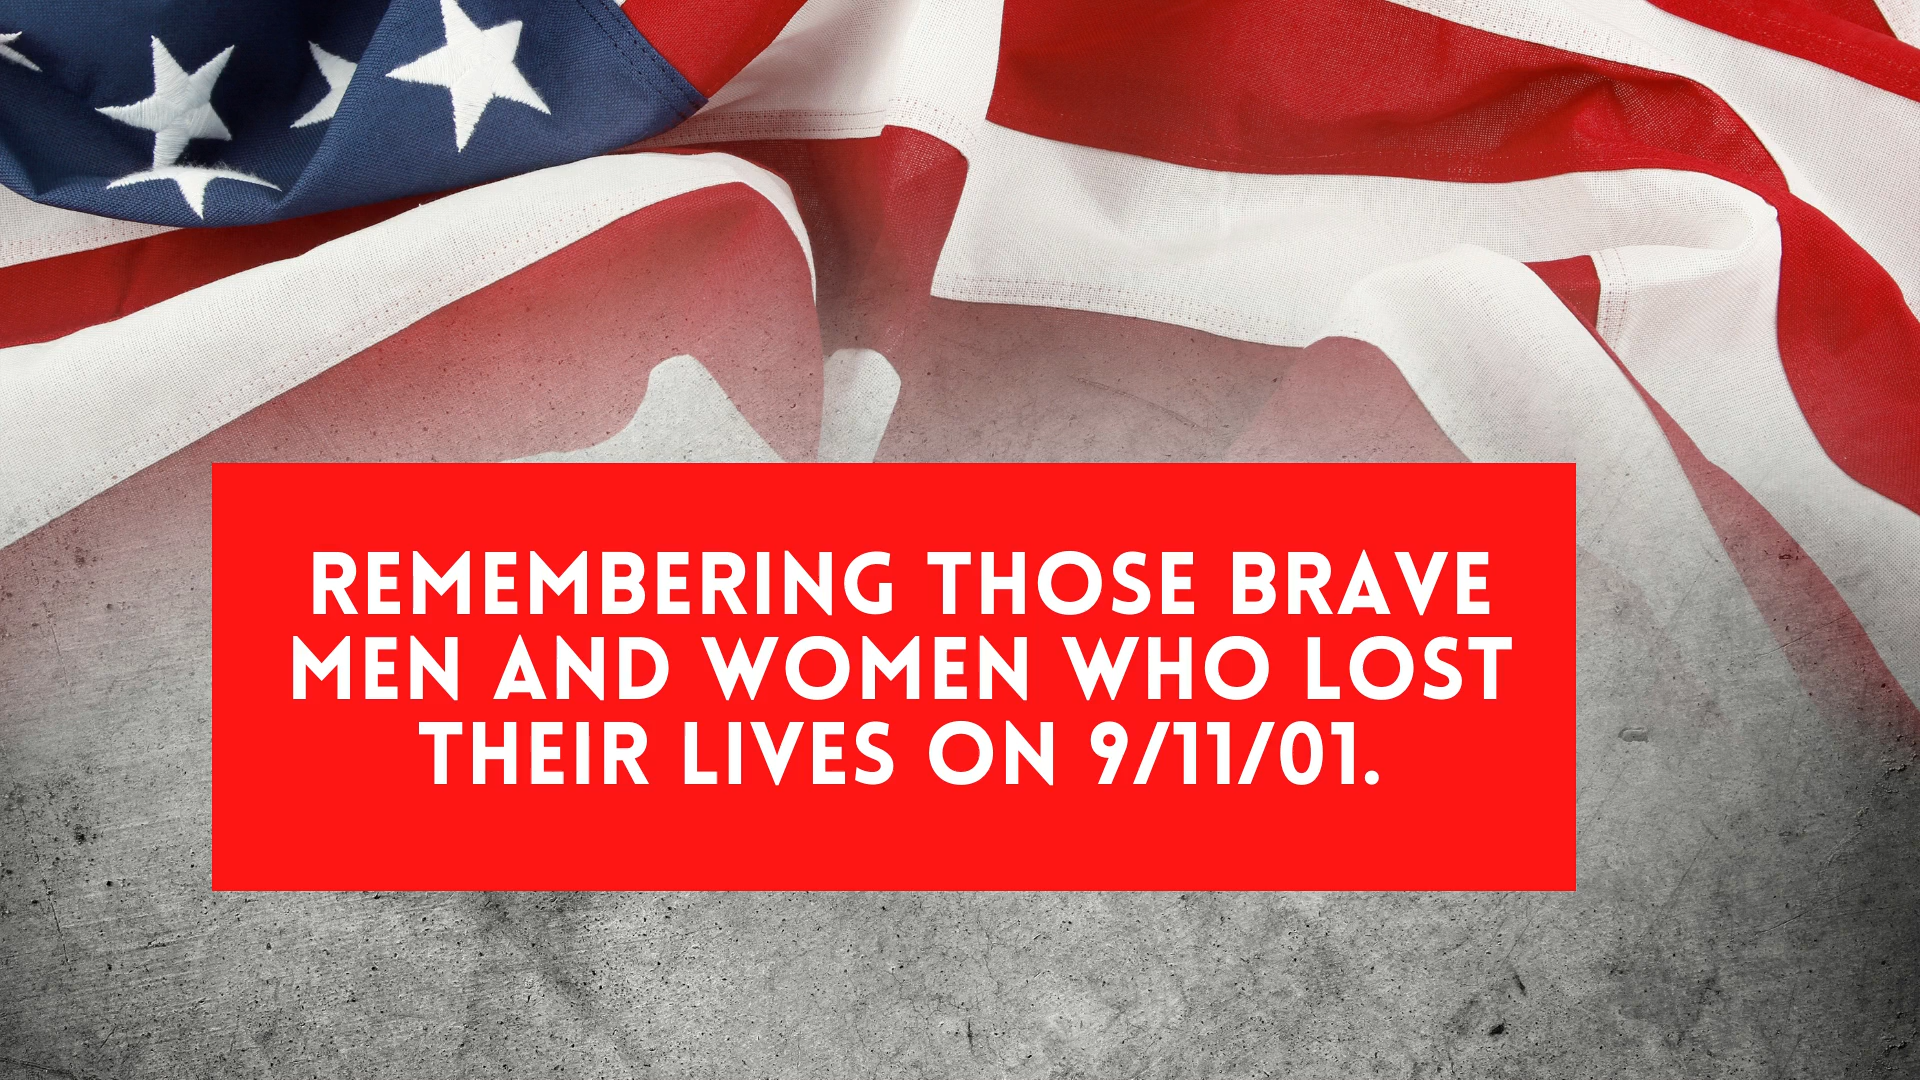 REMEMBERING THOSE BRAVE
MEN AND WOMEN WHO LOST
THEIR LIVES ON 9/11/01.